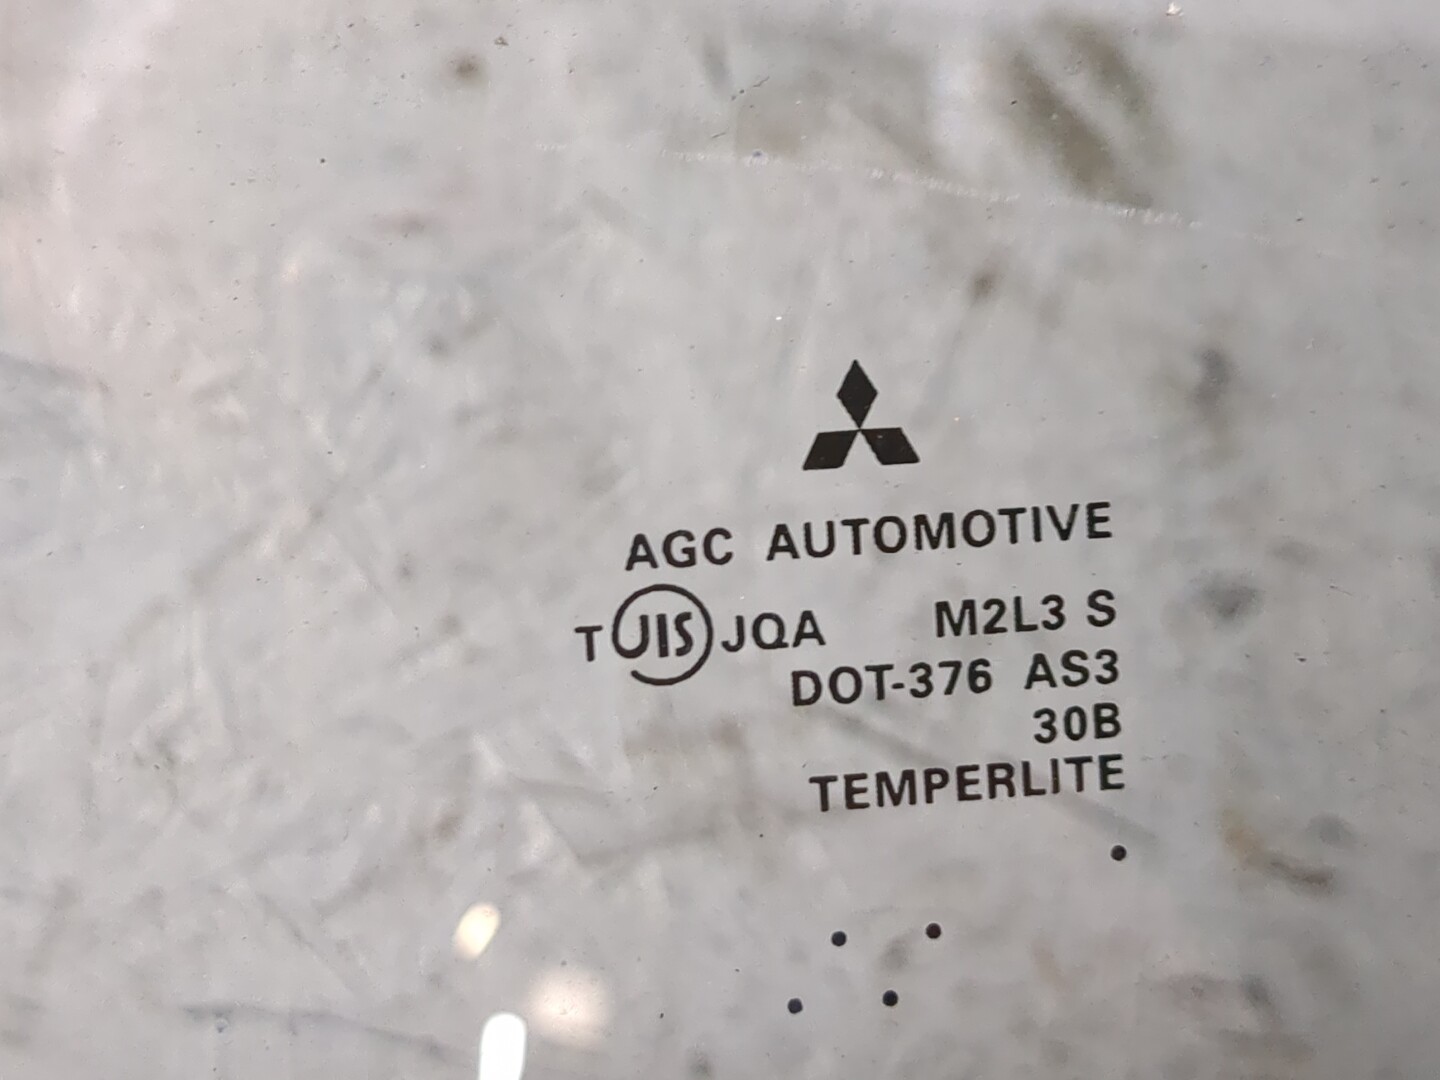 AGC AUTOMOTIVE
T JIS JQA M2L3 S
DOT-376 AS3
30B
TEMPERLITE